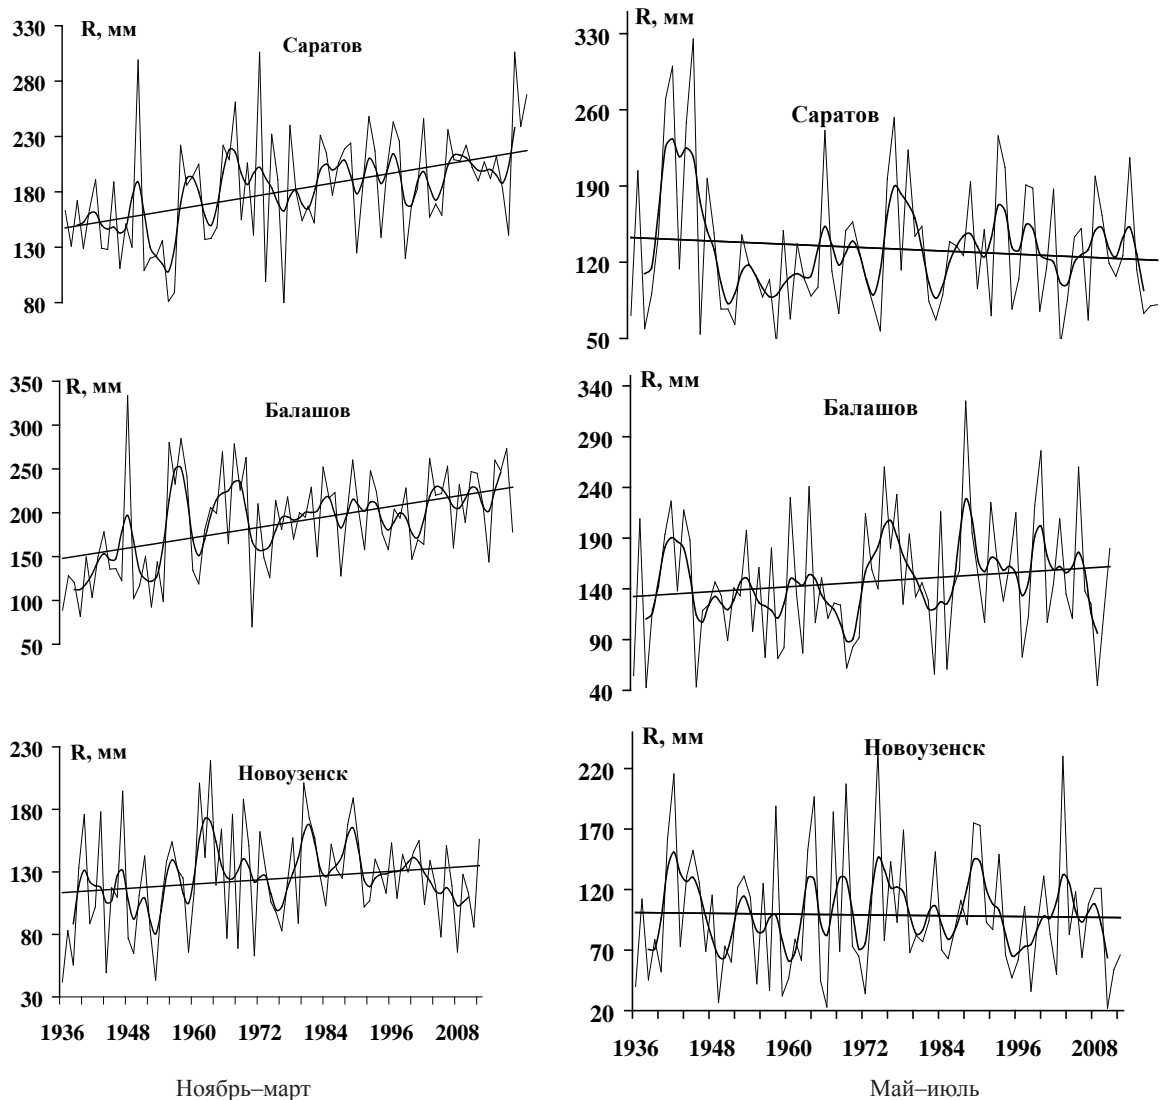 R, мм
Саратов
330
280
230
180
130
80
R, мм
Саратов
330
260
190
120
50
R, мм
Балашов
350
300
250
200
150
100
50
R, мм
Балашов
340
290
240
190
140
90
40
R, мм
Новоузенск
230
180
130
80
30
1936 1948 1960 1972 1984 1996 2008
Ноябрь–март
R, мм
Новоузенск
220
170
120
70
20
1936 1948 1960 1972 1984 1996 2008
Май–июль